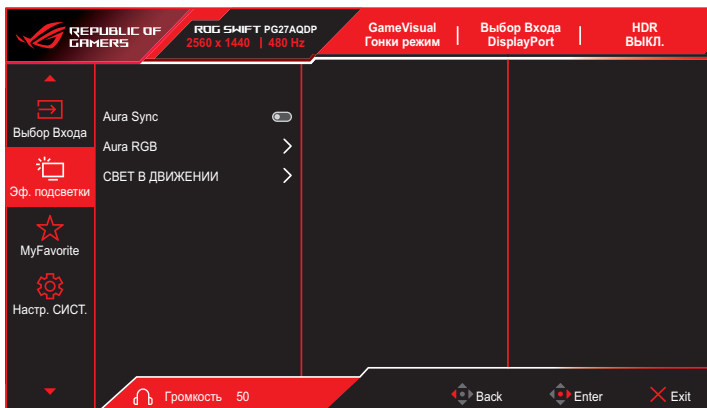 REPUBLIC OF
GAMERS
ROG SWIFT PG27AQDP
2560 x 1440 | 480 Hz
GameVisual
Гонки режим
Выбор Входа
DisplayPort
HDR
ВЫКЛ.
Выбор Входа
Эф. подсветки
MyFavorite
Настр. СИСТ.
Aura Sync
Aura RGB
СВЕТ В ДВИЖЕНИИ
Громкость 50
Back
Enter
Exit